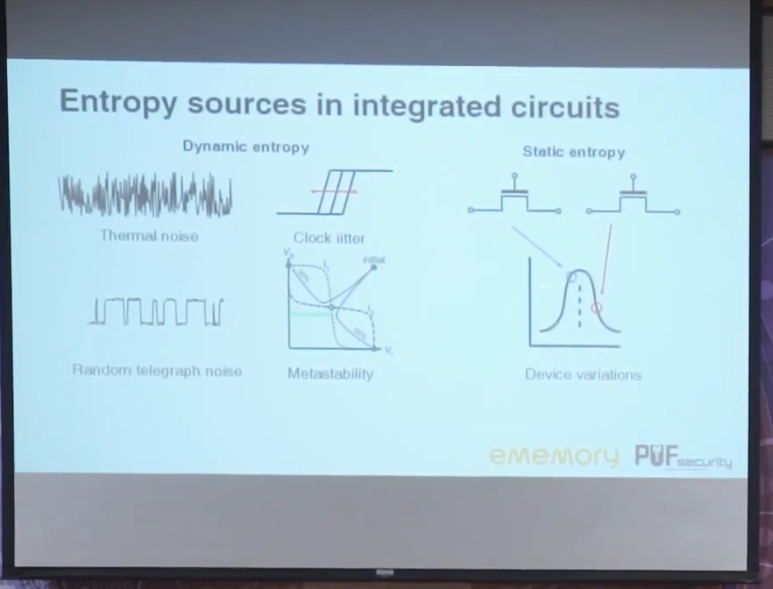 Entropy sources in integrated circuits
Dynamic entropy
Static entropy
Thermal noise
Clock jitter
Random telegraph noise
Metastability
initial
Device variations
ememory
PUFsecurity